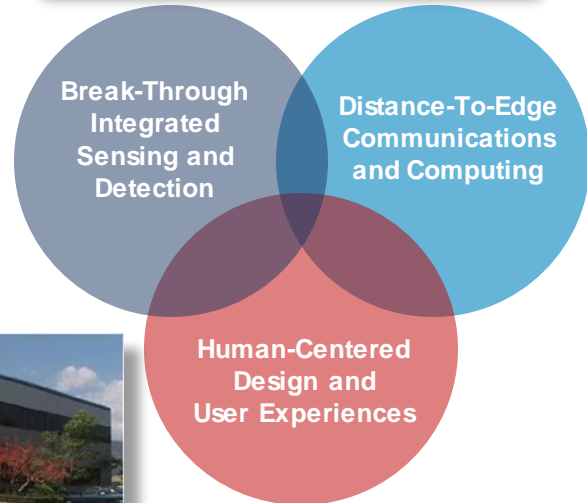 Break-Through
Integrated
Sensing and
Detection
Distance-To-Edge
Communications
and Computing
Human-Centered
Design and
User Experiences